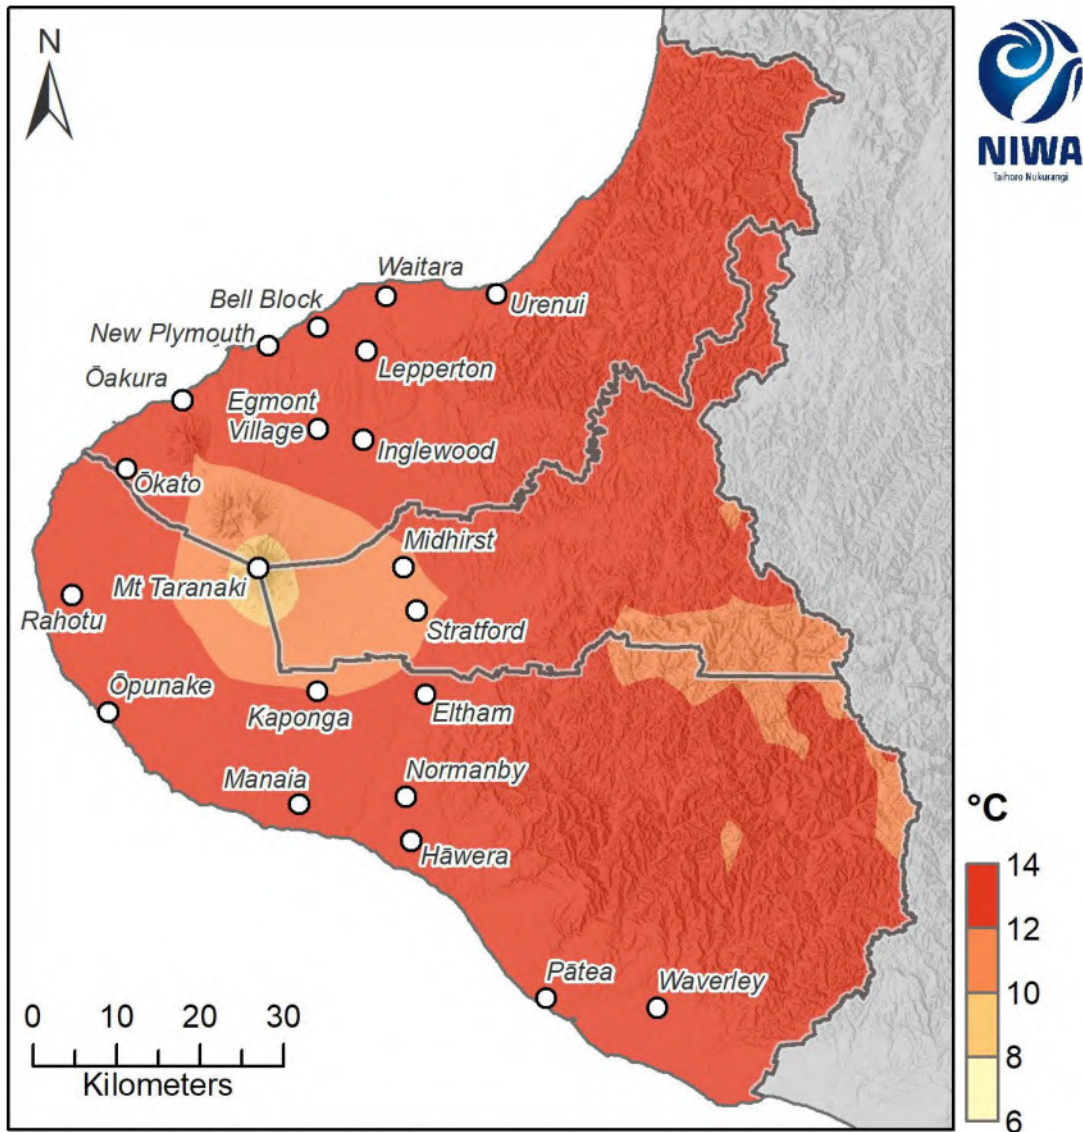 N
NIWA
Taihoro Nukurangi
Waitara
Bell Block
Urenui
New Plymouth
Lepperton
Ōakura
Egmont
Village
Inglewood
Ōkato
Midhirst
Mt Taranaki
Rahotu
Stratford
Ōpunake
Kaponga
Eltham
Manaia
Normanby
Hāwera
°C
14
12
10
8
6
Pātea
Waverley
0 10 20 30
Kilometers